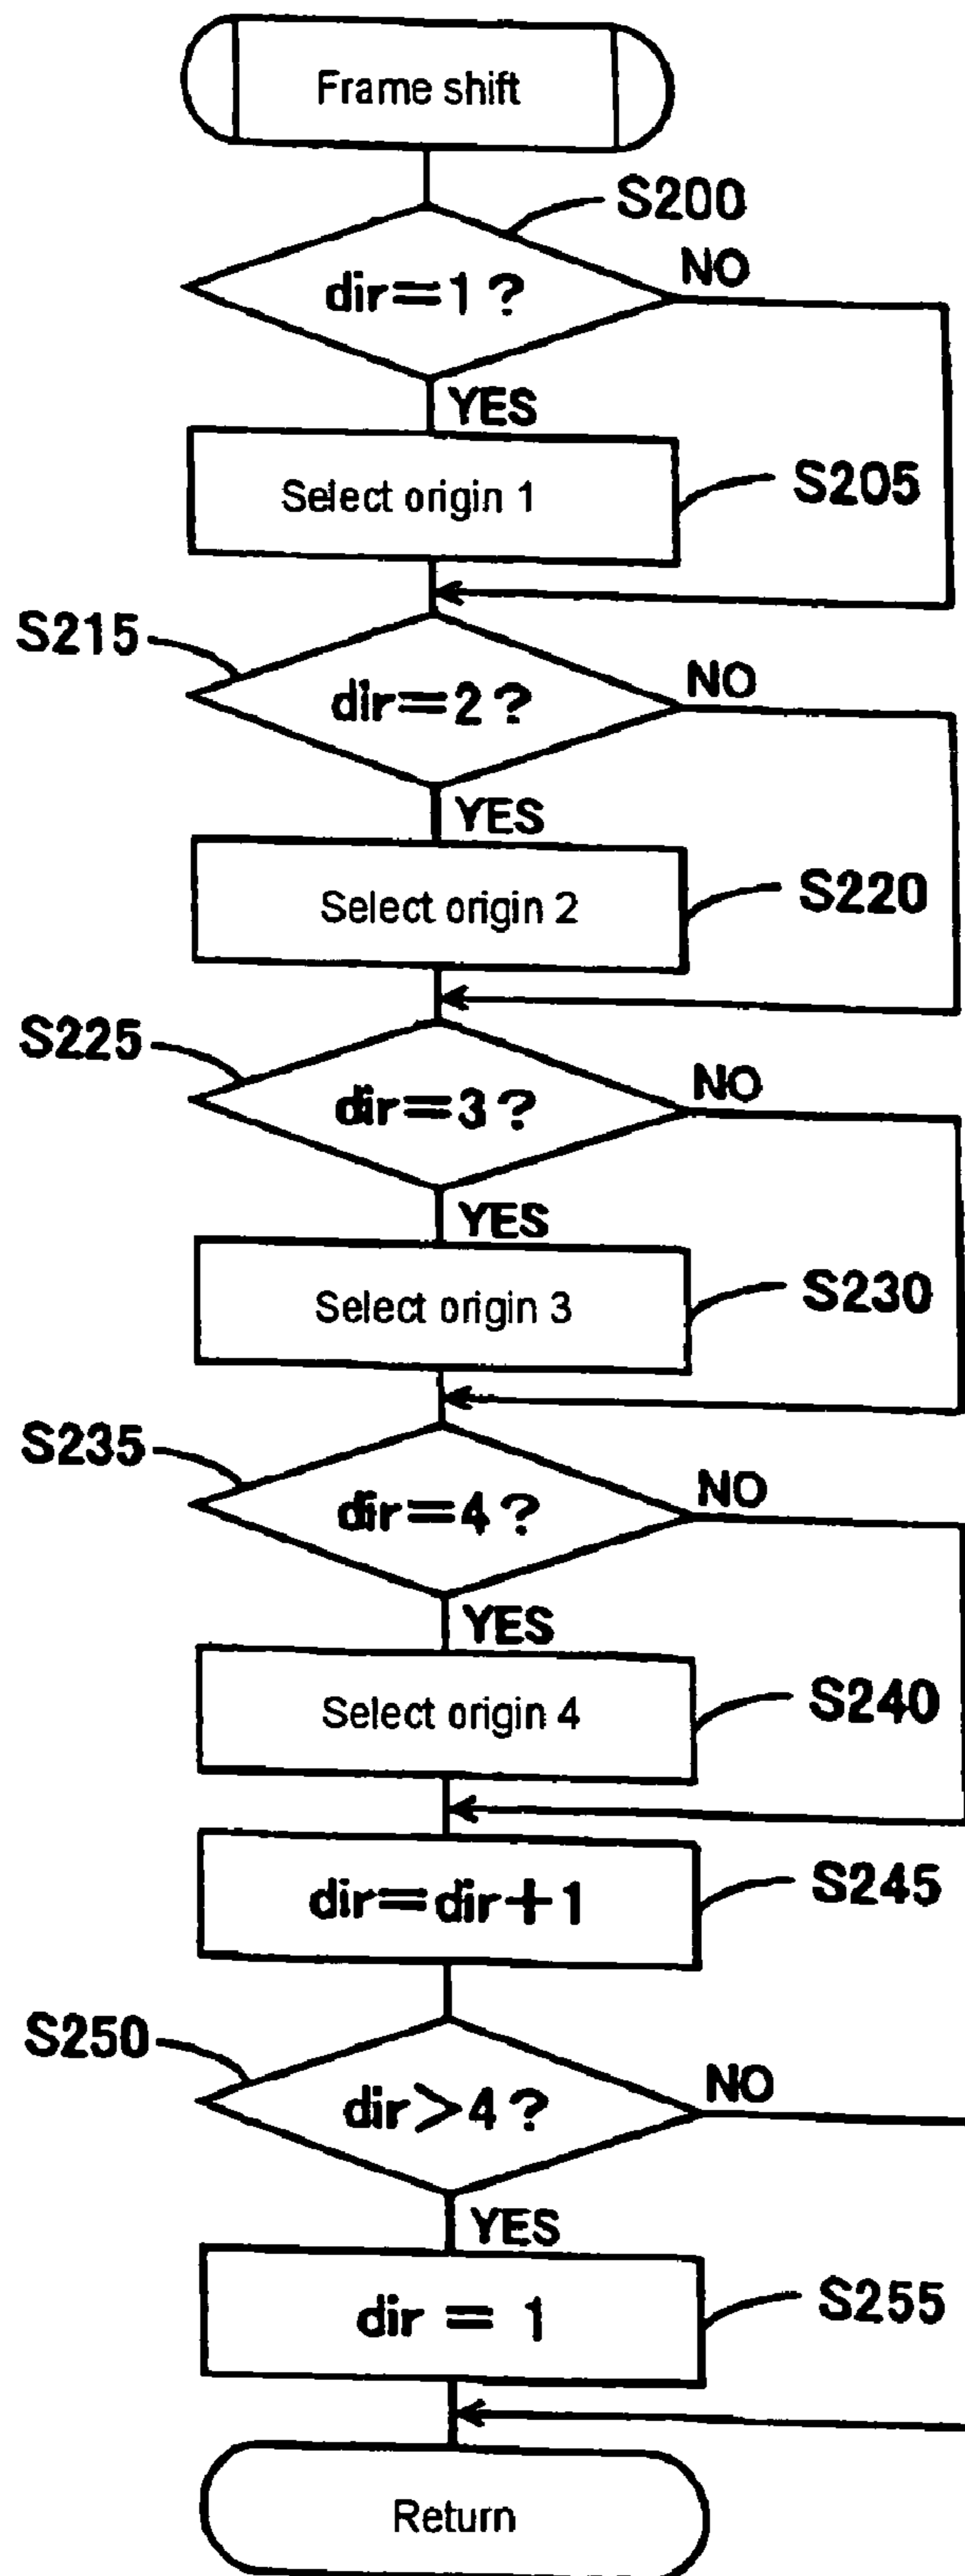 Frame shift
S200
dir=1?
NO
YES
Select origin 1
S205
S215
dir=2?
NO
YES
Select origin 2
S220
S225
dir=3?
NO
YES
Select origin 3
S230
S235
dir=4?
NO
YES
Select origin 4
S240
dir=dir+1
S245
S250
dir>4?
NO
YES
dir = 1
S255
Return